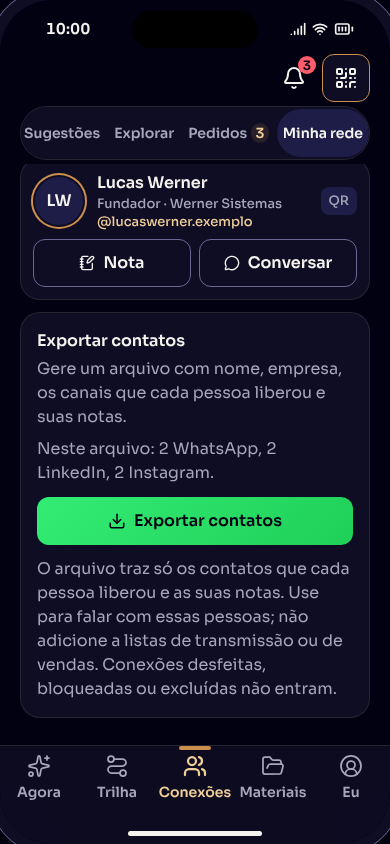 10:00
3
Sugestões Explorar Pedidos 3 Minha rede
LW
Lucas Werner
Fundador · Werner Sistemas
@lucaswerner.exemplo
QR
Nota Conversar
Exportar contatos
Gere um arquivo com nome, empresa,
os canais que cada pessoa liberou e
suas notas.
Neste arquivo: 2 WhatsApp, 2
LinkedIn, 2 Instagram.
Exportar contatos
O arquivo traz só os contatos que cada
pessoa liberou e as suas notas. Use
para falar com essas pessoas; não
adicione a listas de transmissão ou de
vendas. Conexões desfeitas,
bloqueadas ou excluídas não entram.
Agora Trilha Conexões Materiais Eu